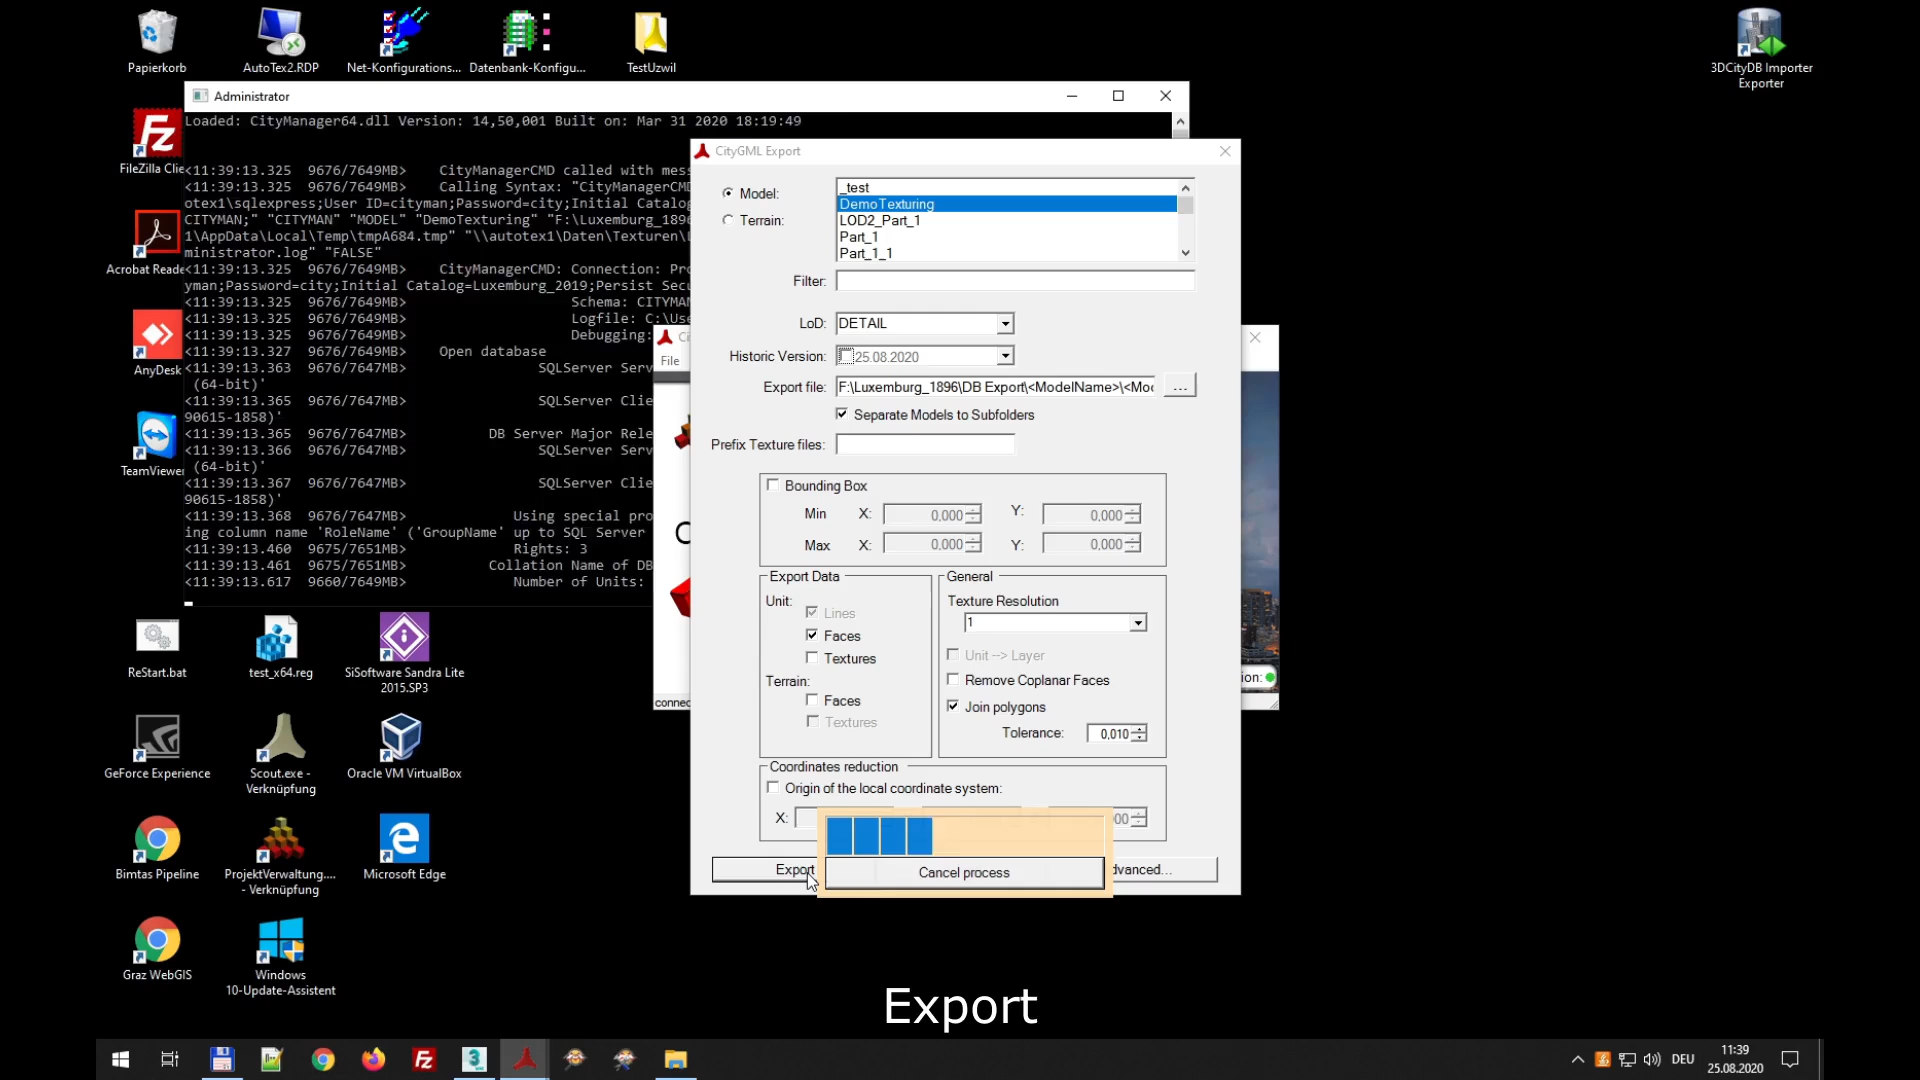 Papierkorb
AutoTex2.RDP
Net-Konfigurations...
Datenbank-Konfigu...
TestUzwil
3DCityDB Importer
Exporter
FileZilla Clie
Acrobat Reade
AnyDesk
TeamViewer
Administrator
Loaded: CityManager64.dll Version: 14,50,001 Built on: Mar 31 2020 18:19:49
<11:39:13.325 9676/7649MB> CityManagerCMD called with mess
<11:39:13.325 9676/7649MB> Calling Syntax: "CityManagerCMD
otex1\sqlexpress;User ID=cityman;Password=city;Initial Catalog
CITYMAN;" "CITYMAN" "MODEL" "DemoTexturing" "F:\Luxemburg_1896
1\AppData\Local\Temp\tmpA684.tmp" "\\autotex1\Daten\Texturen\
ministrator.log" "FALSE"
<11:39:13.325 9676/7649MB> CityManagerCMD: Connection: Pro
yman;Password=city;Initial Catalog=Luxemburg_2019;Persist Secu
<11:39:13.325 9676/7649MB> Schema: CITYMAN
<11:39:13.325 9676/7649MB> Logfile: C:\Use
<11:39:13.325 9676/7649MB> Debugging:
<11:39:13.327 9676/7649MB> Open database
<11:39:13.363 9676/7647MB> SQLServer Serv
(64-bit)'
<11:39:13.365 9676/7647MB> SQLServer Clie
90615-1858)'
<11:39:13.365 9676/7647MB> DB Server Major Rele
<11:39:13.366 9676/7647MB> SQLServer Serv
(64-bit)'
<11:39:13.367 9676/7647MB> SQLServer Clie
90615-1858)'
<11:39:13.368 9676/7647MB> Using special pro
ing column name 'RoleName' ('GroupName' up to SQL Server
<11:39:13.460 9675/7651MB> Rights: 3
<11:39:13.461 9675/7651MB> Collation Name of DB
<11:39:13.617 9660/7649MB> Number of Units:
File
connec
ion:
CityGML Export
Model:
Terrain:
_test
DemoTexturing
LOD2_Part_1
Part_1
Part_1_1
Filter:
LoD: DETAIL
Historic Version: 25.08.2020
Export file: F:\Luxemburg_1896\DB Export\<ModelName>\<Moc ...
Separate Models to Subfolders
Prefix Texture files:
Bounding Box
Min X: 0,000 Y: 0,000
Max X: 0,000 Y: 0,000
Export Data
Unit:
Lines
Faces
Textures
Terrain:
Faces
Textures
General
Texture Resolution
1
Unit --> Layer
Remove Coplanar Faces
Join polygons
Tolerance: 0,010
Coordinates reduction
Origin of the local coordinate system:
X: 00
Export
Cancel process
dvanced...
ReStart.bat
test_x64.reg
SiSoftware Sandra Lite
2015.SP3
GeForce Experience
Scout.exe -
Verknüpfung
Oracle VM VirtualBox
Bimtas Pipeline
ProjektVerwaltung....
- Verknüpfung
Microsoft Edge
Graz WebGIS
Windows
10-Update-Assistent
Export
DEU
11:39
25.08.2020